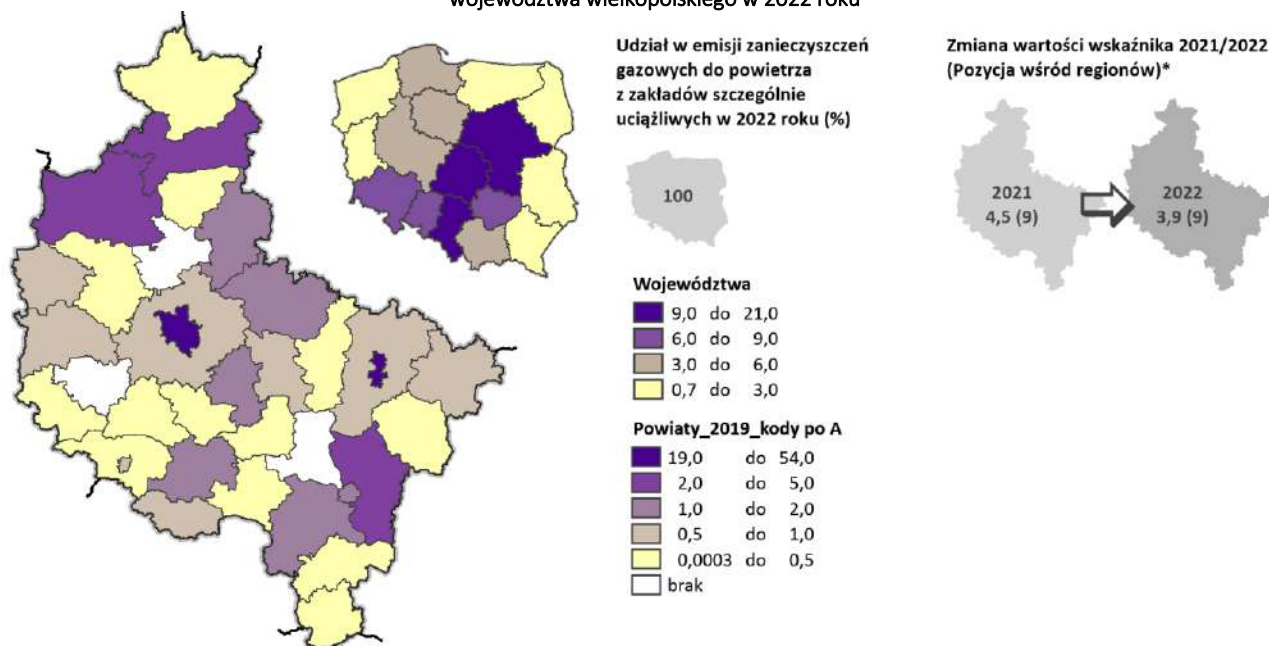 województwa wielkopolskiego w 2022 roku
Udział w emisji zanieczyszczeń
gazowych do powietrza
z zakładów szczególnie
uciążliwych w 2022 roku (%)
100
Zmiana wartości wskaźnika 2021/2022
(Pozycja wśród regionów)*
2021
4,5 (9)
2022
3,9 (9)
Województwa
9,0 do 21,0
6,0 do 9,0
3,0 do 6,0
0,7 do 3,0
Powiaty_2019_kody po A
19,0 do 54,0
2,0 do 5,0
1,0 do 2,0
0,5 do 1,0
0,0003 do 0,5
brak